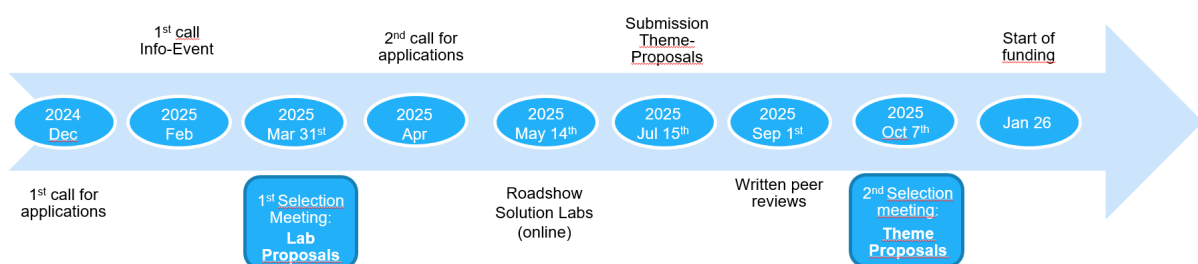 1st call
Info-Event
2nd call for
applications
Submission
Theme-
Proposals
Start of
funding
2024
Dec
2025
Feb
2025
Mar 31st
2025
Apr
2025
May 14th
2025
Jul 15th
2025
Sep 1st
2025
Oct 7th
Jan 26
1st call for
applications
1st Selection
Meeting:
Lab
Proposals
Roadshow
Solution Labs
(online)
Written peer
reviews
2nd Selection
meeting:
Theme
Proposals